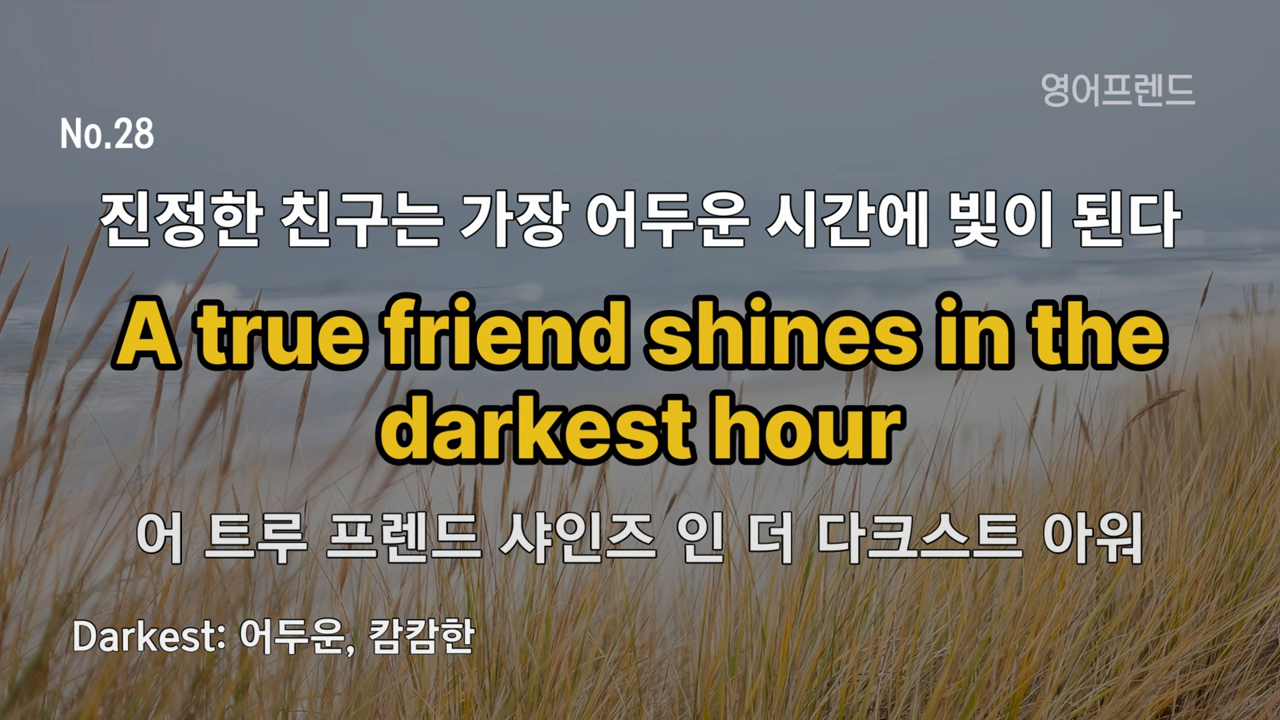 영어프렌드
No.28
진정한 친구는 가장 어두운 시간에 빛이 된다
A true friend shines in the
darkest hour
어 트루 프렌드 샤인즈 인 더 다크스트 아워
Darkest: 어두운, 캄캄한